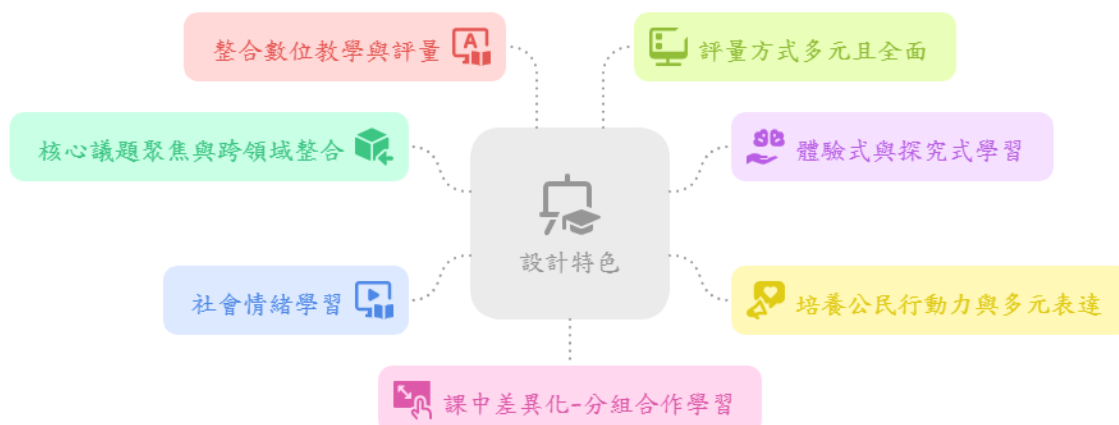 整合數位教學與評量
評量方式多元且全面
核心議題聚焦與跨領域整合
體驗式與探究式學習
設計特色
社會情緒學習
培養公民行動力與多元表達
課中差異化-分組合作學習